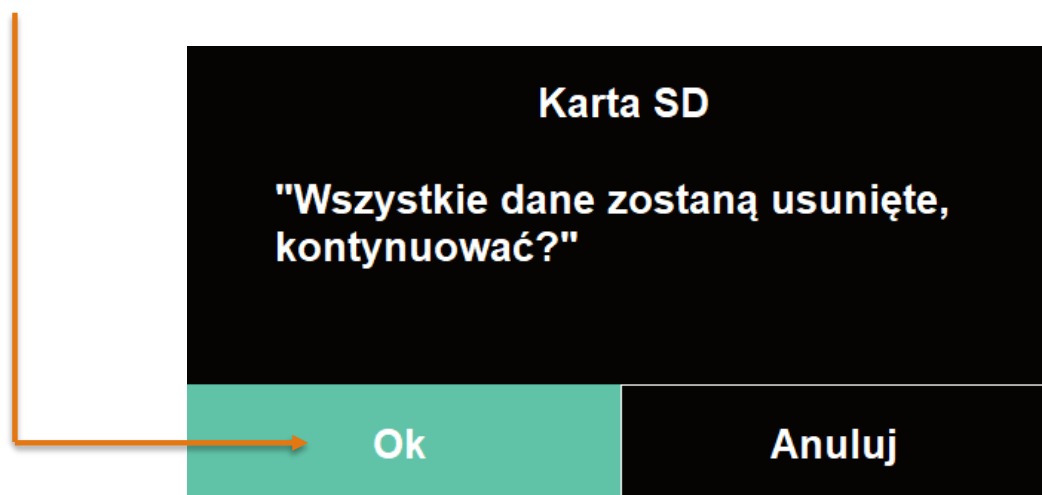 Karta SD
"Wszystkie dane zostaną usunięte,
kontynuować?"
Ok
Anuluj